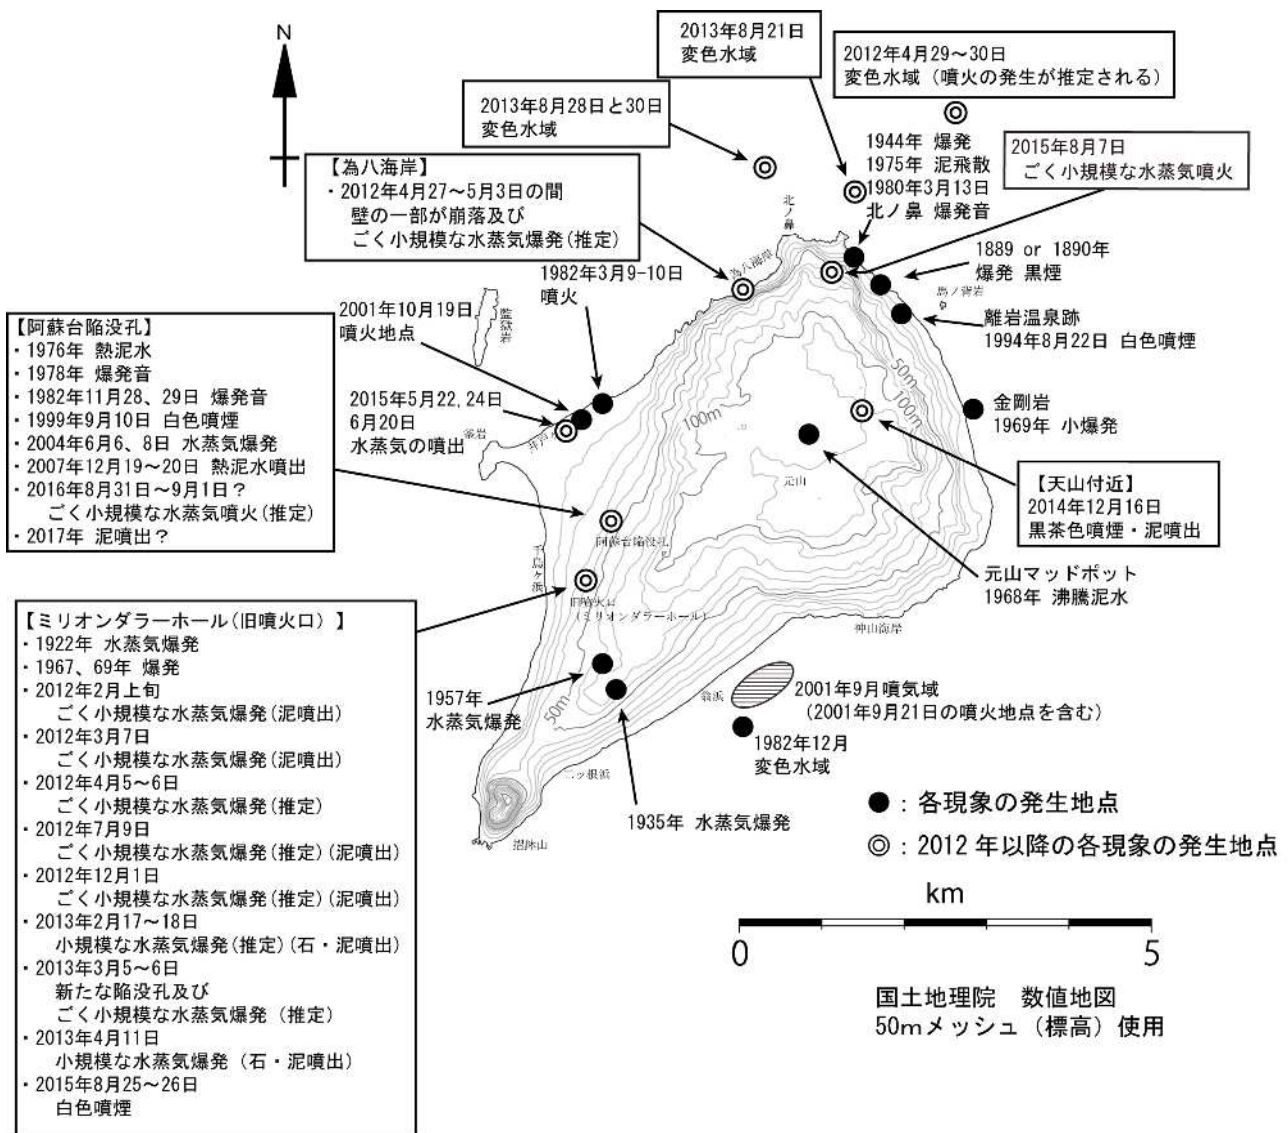 N
2013年8月21日
変色水域
2012年4月29～30日
変色水域（噴火の発生が推定される）
2013年8月28日と30日
変色水域
1944年 爆発
1975年 泥飛散
1980年3月13日
北ノ鼻 爆発音
2015年8月7日
ごく小規模な水蒸気噴火
【為八海岸】
・2012年4月27～5月3日の間
壁の一部が崩落及び
ごく小規模な水蒸気爆発(推定)
北ノ鼻
為八海岸
1889 or 1890年
爆発 黒煙
1982年3月9-10日
噴火
監獄岩
離岩温泉跡
1994年8月22日 白色噴煙
2001年10月19日
噴火地点
【阿蘇台陥没孔】
・1976年 熱泥水
・1978年 爆発音
・1982年11月28、29日 爆発音
・1999年9月10日 白色噴煙
・2004年6月6、8日 水蒸気爆発
・2007年12月19～20日 熱泥水噴出
・2016年8月31日～9月1日？
ごく小規模な水蒸気噴火(推定)
・2017年 泥噴出？
2015年5月22,24日
6月20日
水蒸気の噴出
釜岩
50m
100m
100m
金剛岩
1969年 小爆発
元山
【天山付近】
2014年12月16日
黒茶色噴煙・泥噴出
阿蘇台陥没孔
千鳥ヶ浜
元山マッドポット
1968年 沸騰泥水
旧噴火口
(ミリオンダラーホール)
神山海岸
【ミリオンダラーホール(旧噴火口）】
・1922年 水蒸気爆発
・1967、69年 爆発
・2012年2月上旬
ごく小規模な水蒸気爆発(泥噴出)
・2012年3月7日
ごく小規模な水蒸気爆発(泥噴出)
・2012年4月5～6日
ごく小規模な水蒸気爆発(推定)
・2012年7月9日
ごく小規模な水蒸気爆発(推定)(泥噴出)
・2012年12月1日
ごく小規模な水蒸気爆発(推定)(泥噴出)
・2013年2月17～18日
小規模な水蒸気爆発(推定)(石・泥噴出)
・2013年3月5～6日
新たな陥没孔及び
ごく小規模な水蒸気爆発（推定）
・2013年4月11日
小規模な水蒸気爆発（石・泥噴出）
・2015年8月25～26日
白色噴煙
1957年
水蒸気爆発
50m
翁浜
2001年9月噴気域
(2001年9月21日の噴火地点を含む)
1982年12月
変色水域
二ッ根浜
1935年 水蒸気爆発
●：各現象の発生地点
◎：2012年以降の各現象の発生地点
km
0
5
国土地理院　数値地図
50mメッシュ（標高）使用